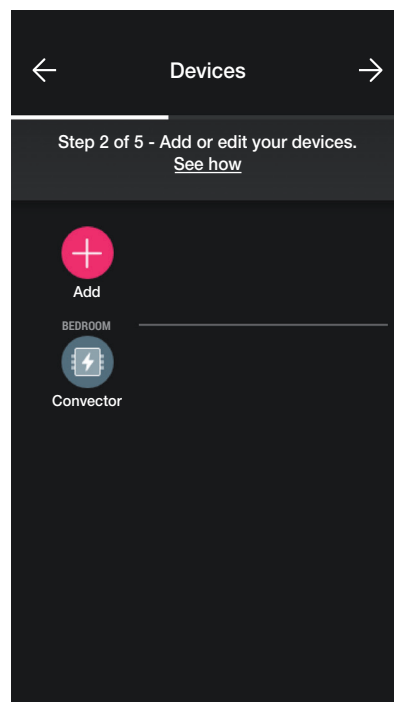 Devices
Step 2 of 5 - Add or edit your devices.
See how
Add
BEDROOM
Convector